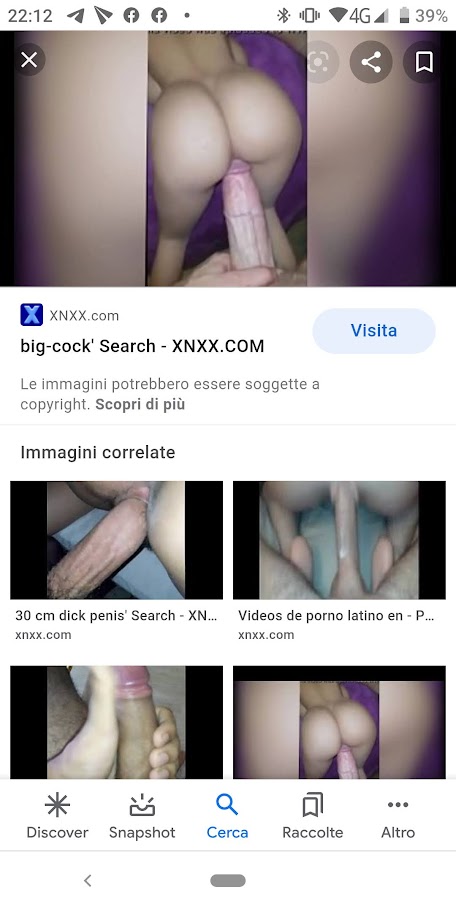 22:12 4G 39%
XNXX.com
big-cock' Search - XNXX.COM
Visita
Le immagini potrebbero essere soggette a
copyright. Scopri di più
Immagini correlate
30 cm dick penis' Search - XN...
Videos de porno latino en - P...
xnxx.com
xnxx.com
Discover Snapshot Cerca Raccolte Altro